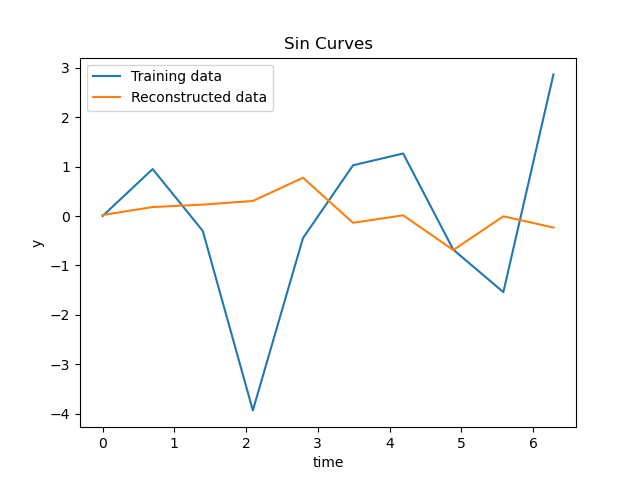 Sin Curves
Training data
Reconstructed data
3
2
1
0
−1
−2
−3
−4
y
0 1 2 3 4 5 6
time